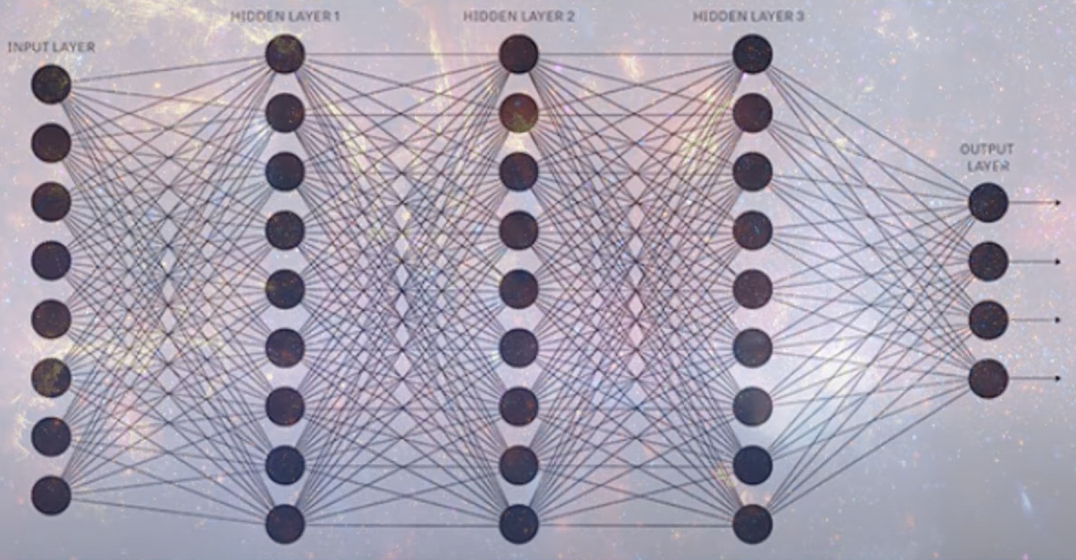 INPUT LAYER
HIDDEN LAYER 1
HIDDEN LAYER 2
HIDDEN LAYER 3
OUTPUT
LAYER